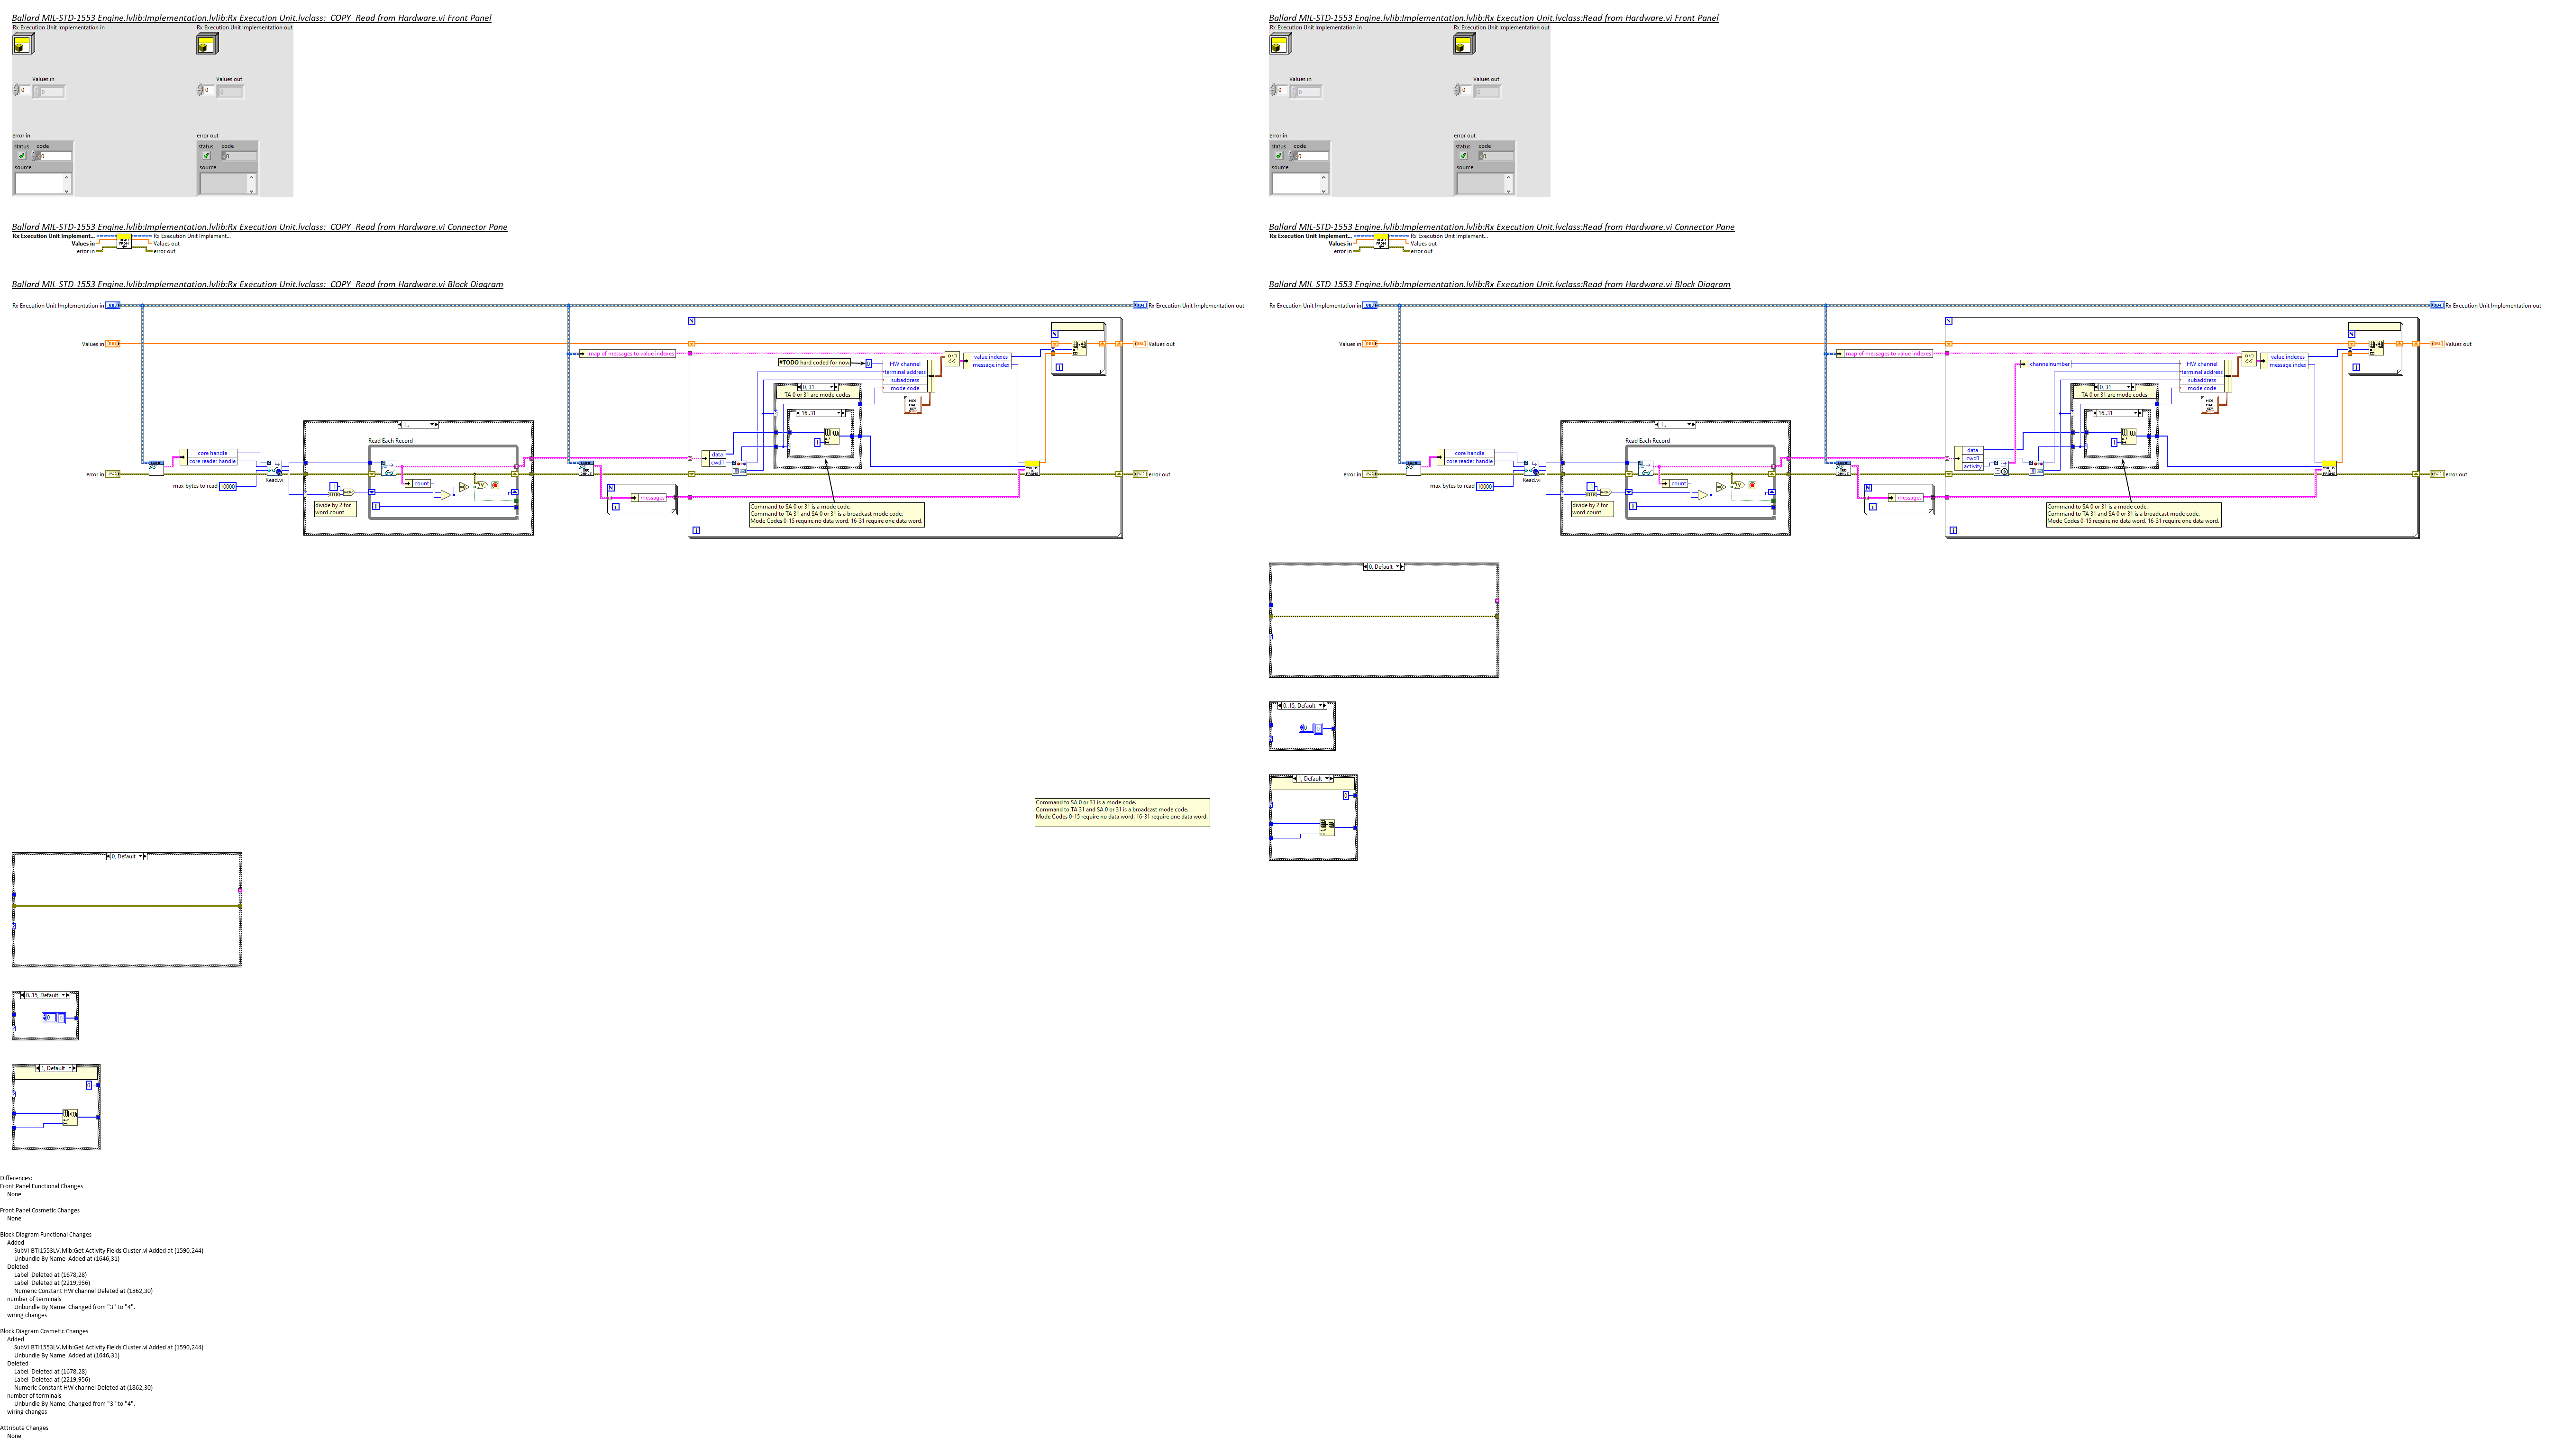 Ballard MIL-STD-1553 Engine.lvlib:Implementation.lvlib:Rx Execution Unit.lvclass:_COPY_Read from Hardware.vi Front Panel
Rx Execution Unit Implementation in
Rx Execution Unit Implementation out
Values in
Values out
0
0
0
0
error in
error out
status code
status code
0
0
source
source
Ballard MIL-STD-1553 Engine.lvlib:Implementation.lvlib:Rx Execution Unit.lvclass:_COPY_Read from Hardware.vi Connector Pane
Rx Execution Unit Implement...
Rx Execution Unit Implement...
Values in
Values out
error in
error out
Ballard MIL-STD-1553 Engine.lvlib:Implementation.lvlib:Rx Execution Unit.lvclass:_COPY_Read from Hardware.vi Block Diagram
Rx Execution Unit Implementation in
Rx Execution Unit Implementation out
Values in
Values out
map of messages to value indexes
#TODO hard coded for now
0
HW channel
terminal address
subaddress
mode code
value indexes
message index
0, 31
TA 0 or 31 are mode codes
16..31
1
1..
Read Each Record
core handle
core reader handle
max bytes to read
10000
Read.vi
error in
error out
-1
divide by 2 for
word count
count
messages
data
cwd1
Command to SA 0 or 31 is a mode code.
Command to TA 31 and SA 0 or 31 is a broadcast mode code.
Mode Codes 0-15 require no data word. 16-31 require one data word.
Command to SA 0 or 31 is a mode code.
Command to TA 31 and SA 0 or 31 is a broadcast mode code.
Mode Codes 0-15 require no data word. 16-31 require one data word.
0, Default
0..15, Default
0
1, Default
0
Differences:
Front Panel Functional Changes
None
Front Panel Cosmetic Changes
None
Block Diagram Functional Changes
Added
SubVI BTI1553LV.lvlib:Get Activity Fields Cluster.vi Added at (1590,244)
Unbundle By Name  Added at (1646,31)
Deleted
Label  Deleted at (1678,28)
Label  Deleted at (2219,956)
Numeric Constant HW channel Deleted at (1862,30)
number of terminals
Unbundle By Name  Changed from "3" to "4".
wiring changes
Block Diagram Cosmetic Changes
Added
SubVI BTI1553LV.lvlib:Get Activity Fields Cluster.vi Added at (1590,244)
Unbundle By Name  Added at (1646,31)
Deleted
Label  Deleted at (1678,28)
Label  Deleted at (2219,956)
Numeric Constant HW channel Deleted at (1862,30)
number of terminals
Unbundle By Name  Changed from "3" to "4".
wiring changes
Attribute Changes
None
Ballard MIL-STD-1553 Engine.lvlib:Implementation.lvlib:Rx Execution Unit.lvclass:Read from Hardware.vi Front Panel
Rx Execution Unit Implementation in
Rx Execution Unit Implementation out
Values in
Values out
0
0
0
0
error in
error out
status code
status code
0
0
source
source
Ballard MIL-STD-1553 Engine.lvlib:Implementation.lvlib:Rx Execution Unit.lvclass:Read from Hardware.vi Connector Pane
Rx Execution Unit Implement...
Rx Execution Unit Implement...
Values in
Values out
error in
error out
Ballard MIL-STD-1553 Engine.lvlib:Implementation.lvlib:Rx Execution Unit.lvclass:Read from Hardware.vi Block Diagram
Rx Execution Unit Implementation in
Rx Execution Unit Implementation out
Values in
Values out
map of messages to value indexes
channelnumber
HW channel
terminal address
subaddress
mode code
value indexes
message index
0, 31
TA 0 or 31 are mode codes
16..31
1
1..
Read Each Record
core handle
core reader handle
max bytes to read
10000
Read.vi
error in
error out
-1
divide by 2 for
word count
count
messages
data
cwd1
activity
Command to SA 0 or 31 is a mode code.
Command to TA 31 and SA 0 or 31 is a broadcast mode code.
Mode Codes 0-15 require no data word. 16-31 require one data word.
0, Default
0..15, Default
0
1, Default
0